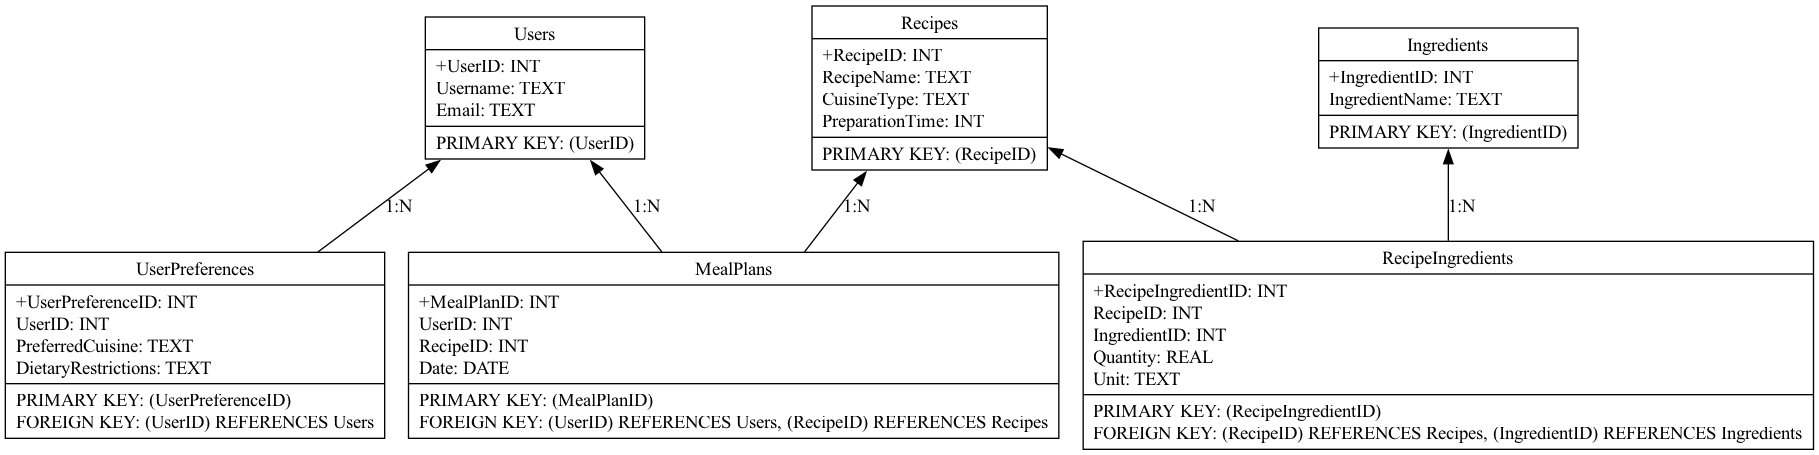 Users
+UserID: INT
Username: TEXT
Email: TEXT
PRIMARY KEY: (UserID)
Recipes
+RecipeID: INT
RecipeName: TEXT
CuisineType: TEXT
PreparationTime: INT
PRIMARY KEY: (RecipeID)
Ingredients
+IngredientID: INT
IngredientName: TEXT
PRIMARY KEY: (IngredientID)
1:N
1:N
1:N
1:N
1:N
UserPreferences
+UserPreferenceID: INT
UserID: INT
PreferredCuisine: TEXT
DietaryRestrictions: TEXT
PRIMARY KEY: (UserPreferenceID)
FOREIGN KEY: (UserID) REFERENCES Users
MealPlans
+MealPlanID: INT
UserID: INT
RecipeID: INT
Date: DATE
PRIMARY KEY: (MealPlanID)
FOREIGN KEY: (UserID) REFERENCES Users, (RecipeID) REFERENCES Recipes
RecipeIngredients
+RecipeIngredientID: INT
RecipeID: INT
IngredientID: INT
Quantity: REAL
Unit: TEXT
PRIMARY KEY: (RecipeIngredientID)
FOREIGN KEY: (RecipeID) REFERENCES Recipes, (IngredientID) REFERENCES Ingredients